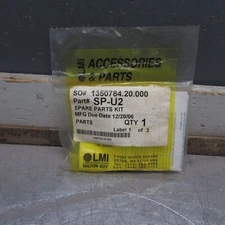 LMI ACCESSORIES
& PARTS
SO# 1350784.20.000
Part# SP-U2
SPARE PARTS KIT
MFG Due Date 12/20/06
PARTS QTY 1
Label 1 of 2
LMI
MILTON ROY